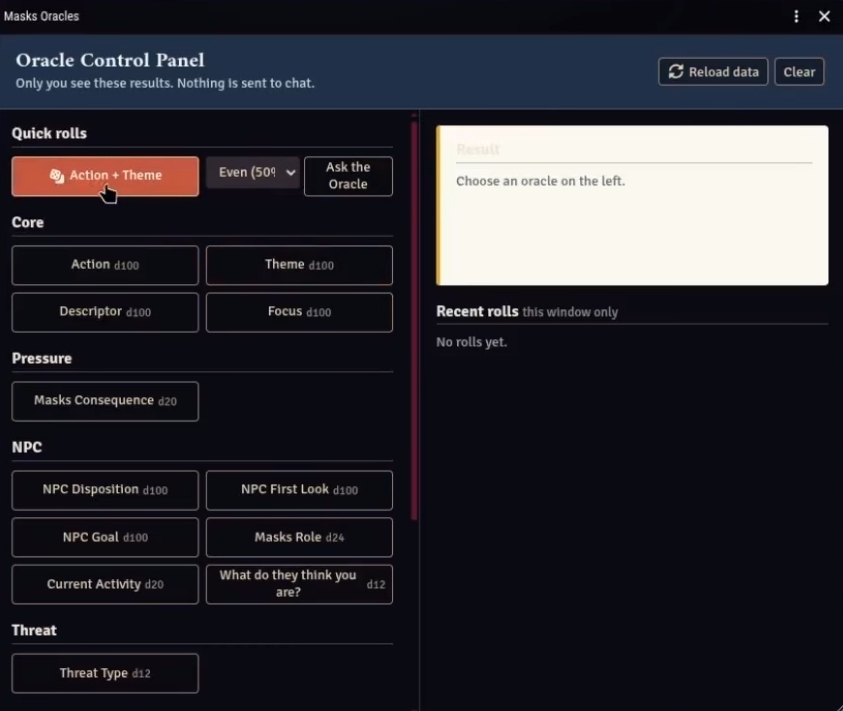 Masks Oracles
Oracle Control Panel
Only you see these results. Nothing is sent to chat.
Reload data
Clear
Quick rolls
Action + Theme
Even (50%
Ask the
Oracle
Core
Action d100
Theme d100
Descriptor d100
Focus d100
Pressure
Masks Consequence d20
NPC
NPC Disposition d100
NPC First Look d100
NPC Goal d100
Masks Role d24
Current Activity d20
What do they think you
are? d12
Threat
Threat Type d12
Result
Choose an oracle on the left.
Recent rolls this window only
No rolls yet.